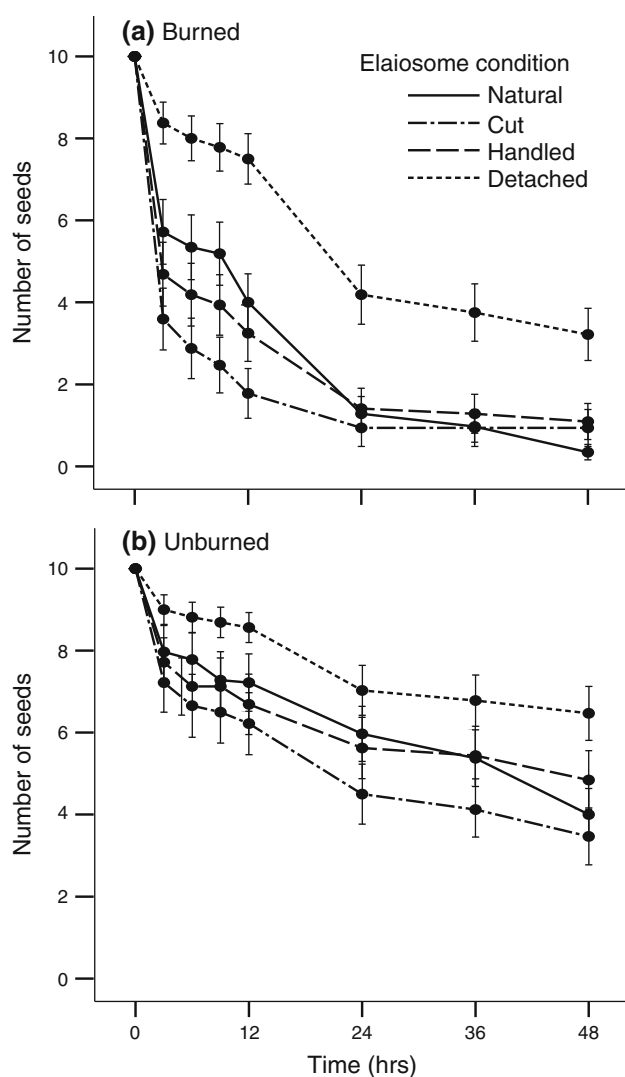 (a) Burned
Elaiosome condition
Natural
Cut
Handled
Detached
Number of seeds
10
8
6
4
2
0
(b) Unburned
Number of seeds
10
8
6
4
2
0
0 12 24 36 48
Time (hrs)